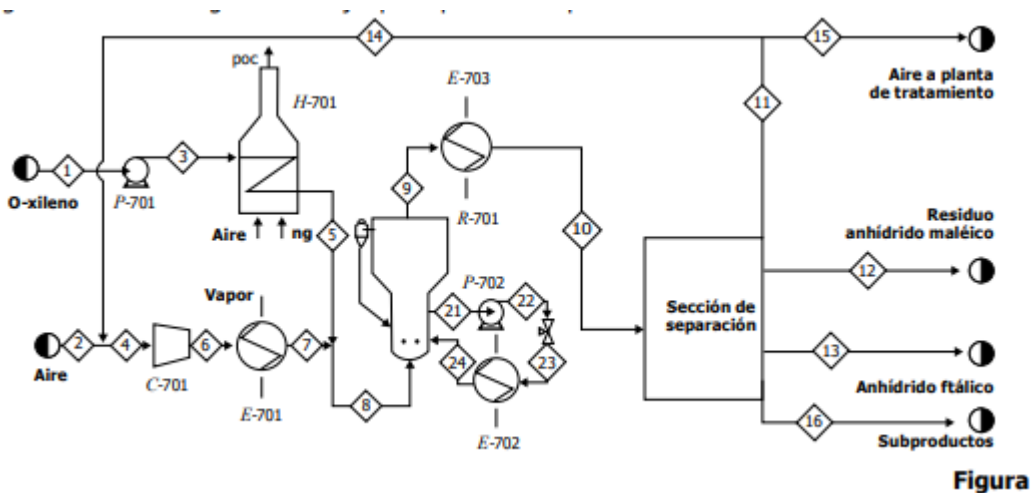 14
15
poc
E-703
H-701
11
Aire a planta
de tratamiento
1
3
O-xileno
P-701
9
R-701
10
Residuo
anhídrido maléico
Aire
ng
5
12
P-702
Vapor
21
22
Sección de
separación
2
4
6
7
24
23
13
Aire
C-701
Anhídrido ftálico
E-701
8
E-702
16
Subproductos
Figura